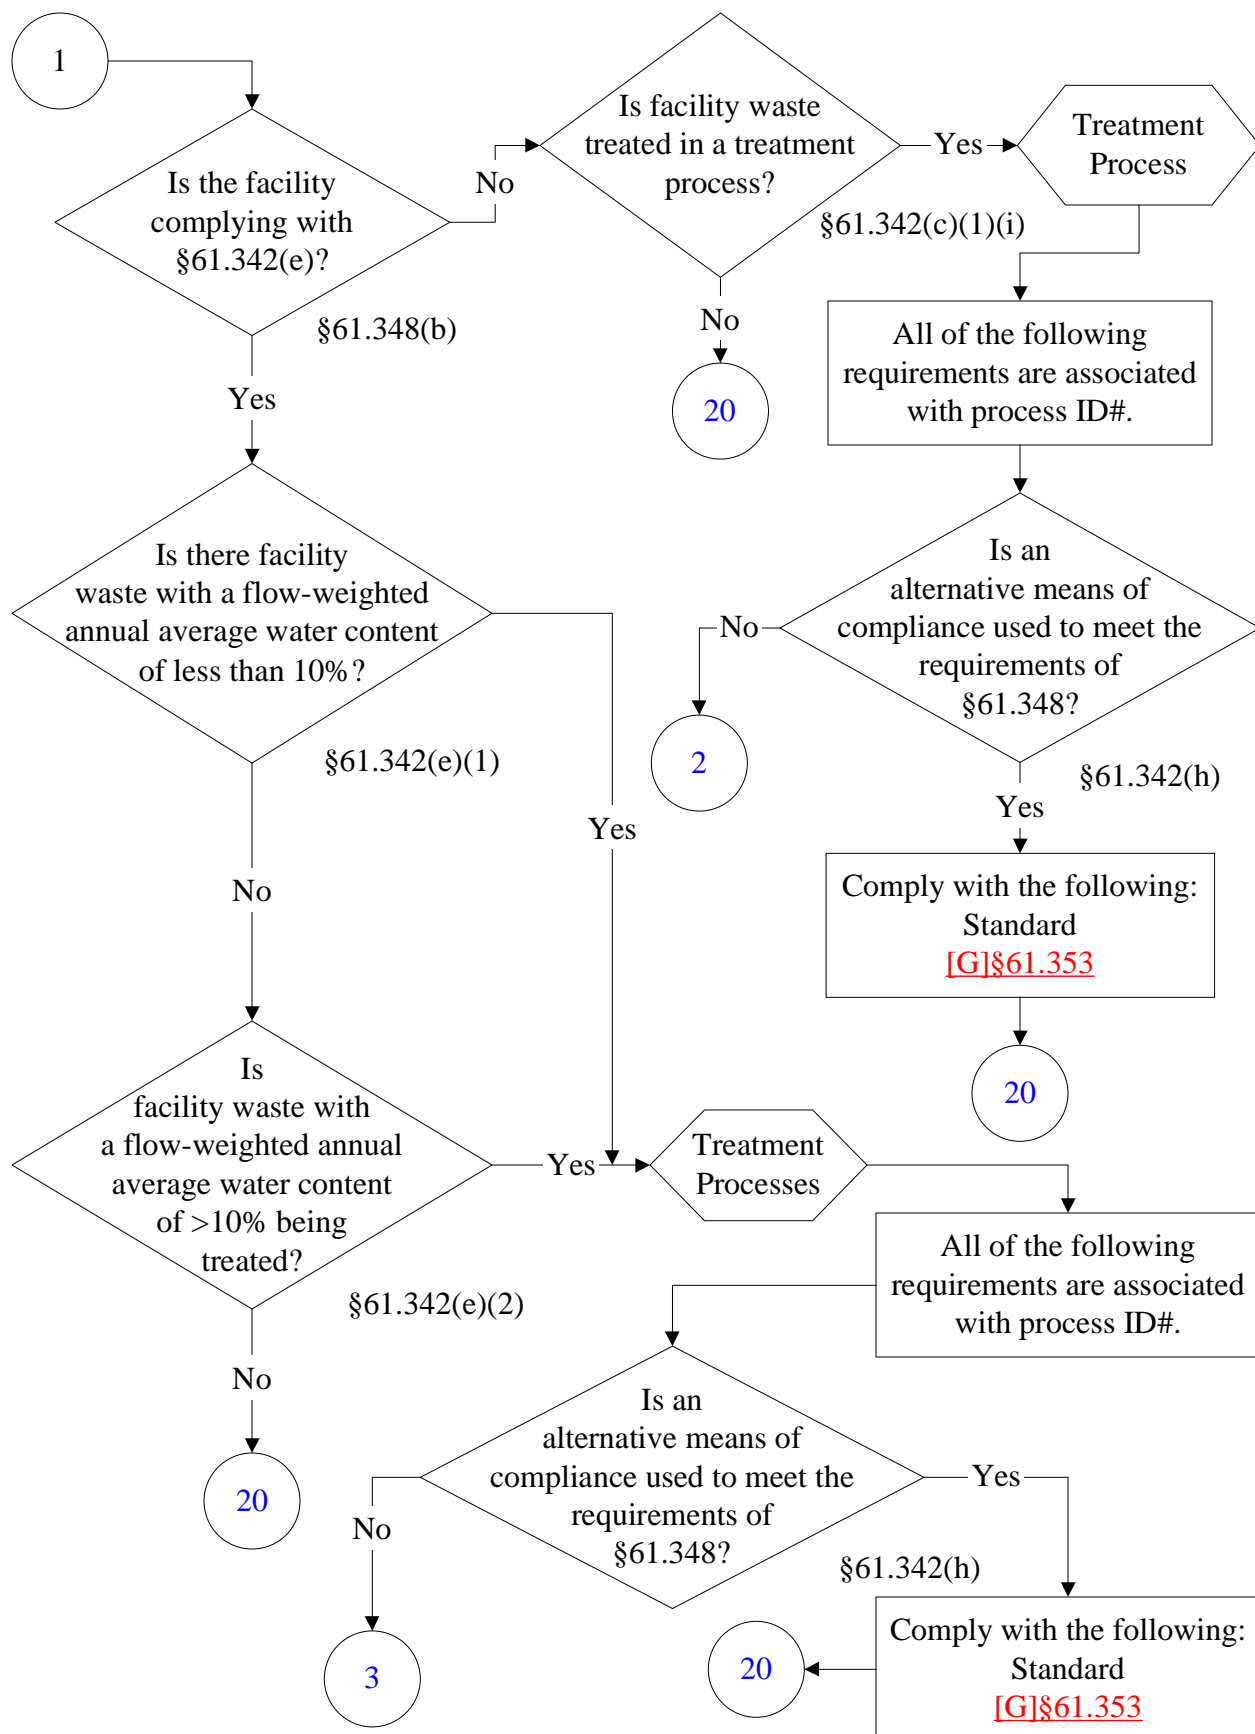 1
Is the facility
complying with
§61.342(e)?
§61.348(b)
No
Is facility waste
treated in a treatment
process?
§61.342(c)(1)(i)
Yes
Treatment
Process
No
20
All of the following
requirements are associated
with process ID#.
Is an
alternative means of
compliance used to meet the
requirements of
§61.348?
§61.342(h)
No
2
Yes
Comply with the following:
Standard
[G]§61.353
20
Yes
Is there facility
waste with a flow-weighted
annual average water content
of less than 10%?
§61.342(e)(1)
Yes
No
Is
facility waste with
a flow-weighted annual
average water content
of >10% being
treated?
§61.342(e)(2)
Yes
Treatment
Processes
No
20
All of the following
requirements are associated
with process ID#.
Is an
alternative means of
compliance used to meet the
requirements of
§61.348?
§61.342(h)
No
3
Yes
Comply with the following:
Standard
[G]§61.353
20